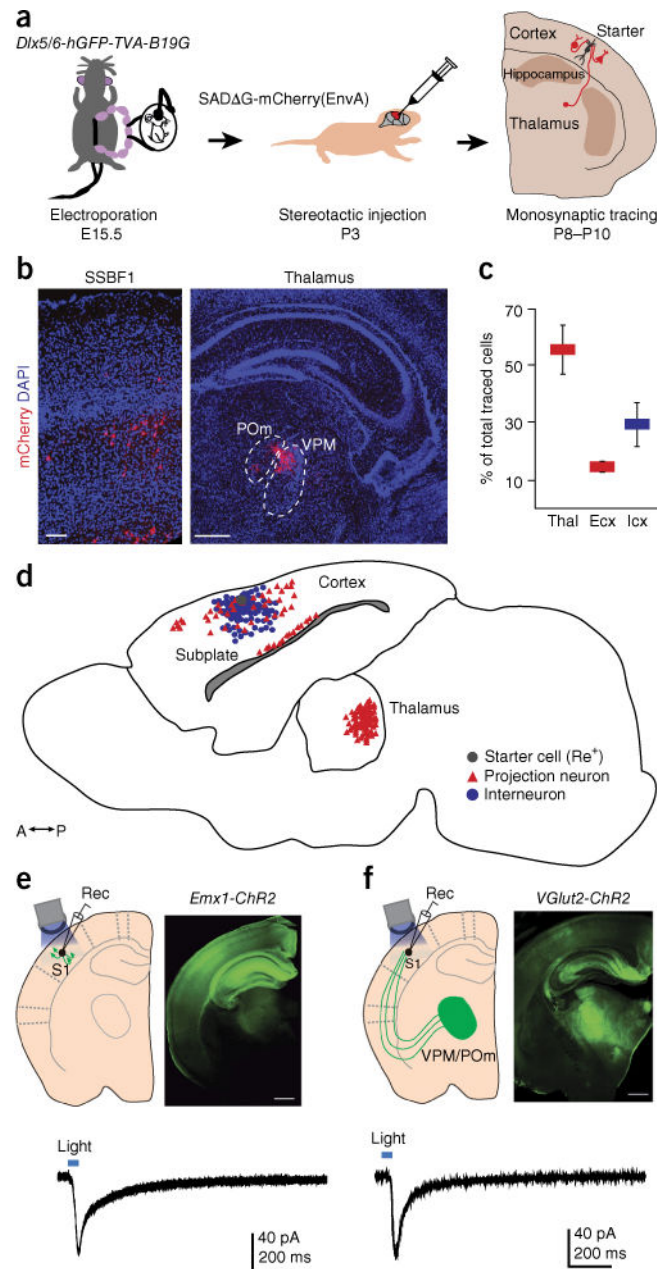 a
Dlx5/6-hGFP-TVA-B19G
SADΔG-mCherry(EnvA)
Cortex
Starter
Hippocampus
Thalamus
Electroporation
E15.5
Stereotactic injection
P3
Monosynaptic tracing
P8–P10
b
SSBF1
Thalamus
mCherry DAPI
POm
VPM
c
% of total traced cells
70
50
30
10
Thal
Ecx
Icx
d
Cortex
Subplate
Thalamus
Starter cell (Re+)
Projection neuron
Interneuron
A
P
e
Rec
Emx1-ChR2
S1
Light
40 pA
200 ms
f
Rec
VGlut2-ChR2
S1
VPM/POm
Light
40 pA
200 ms